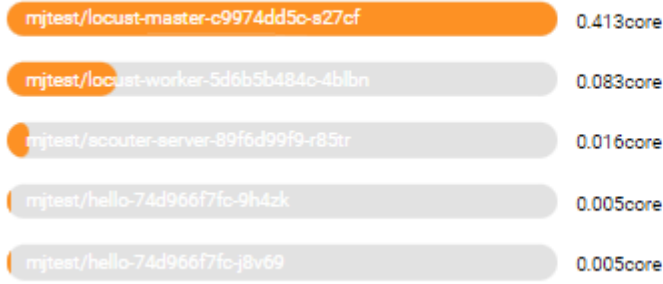 mjtest/locust-master-c9974dd5c-s27cf 0.413core
mjtest/locust-worker-5d6b5b484c-4blbn 0.083core
mjtest/scouter-server-89f6d99f9-r85tr 0.016core
mjtest/hello-74d966f7fc-9h4zk 0.005core
mjtest/hello-74d966f7fc-j8v69 0.005core